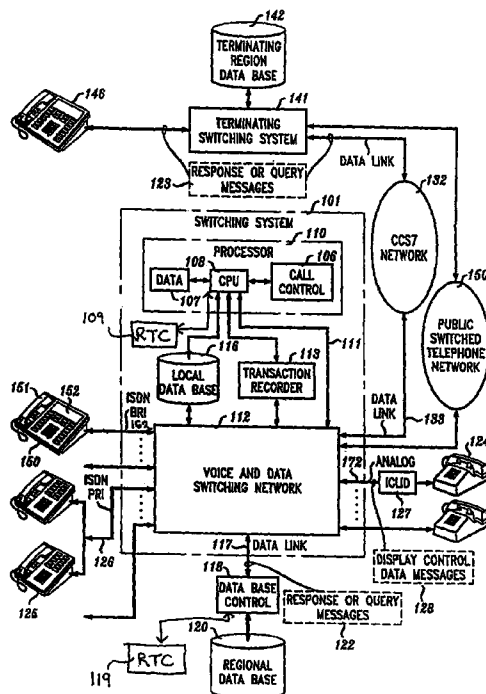 142
TERMINATING
REGION
DATA BASE
146
141
TERMINATING
SWITCHING SYSTEM
DATA LINK
RESPONSE OR QUERY
MESSAGES
123
132
101
SWITCHING SYSTEM
110
PROCESSOR
108
106
CCS7
NETWORK
150
DATA
CPU
CALL
CONTROL
107
109
RTC
116
113
111
PUBLIC
SWITCHED
TELEPHONE
NETWORK
LOCAL
DATA BASE
TRANSACTION
RECORDER
151
152
ISDN
BRI
112
DATA
LINK
133
150
VOICE AND DATA
SWITCHING NETWORK
172
ANALOG
124
ICLID
127
ISDN
PRI
126
117
DATA LINK
125
118
DATA BASE
CONTROL
RESPONSE OR QUERY
MESSAGES
122
DISPLAY CONTROL
DATA MESSAGES
128
120
RTC
119
REGIONAL
DATA BASE